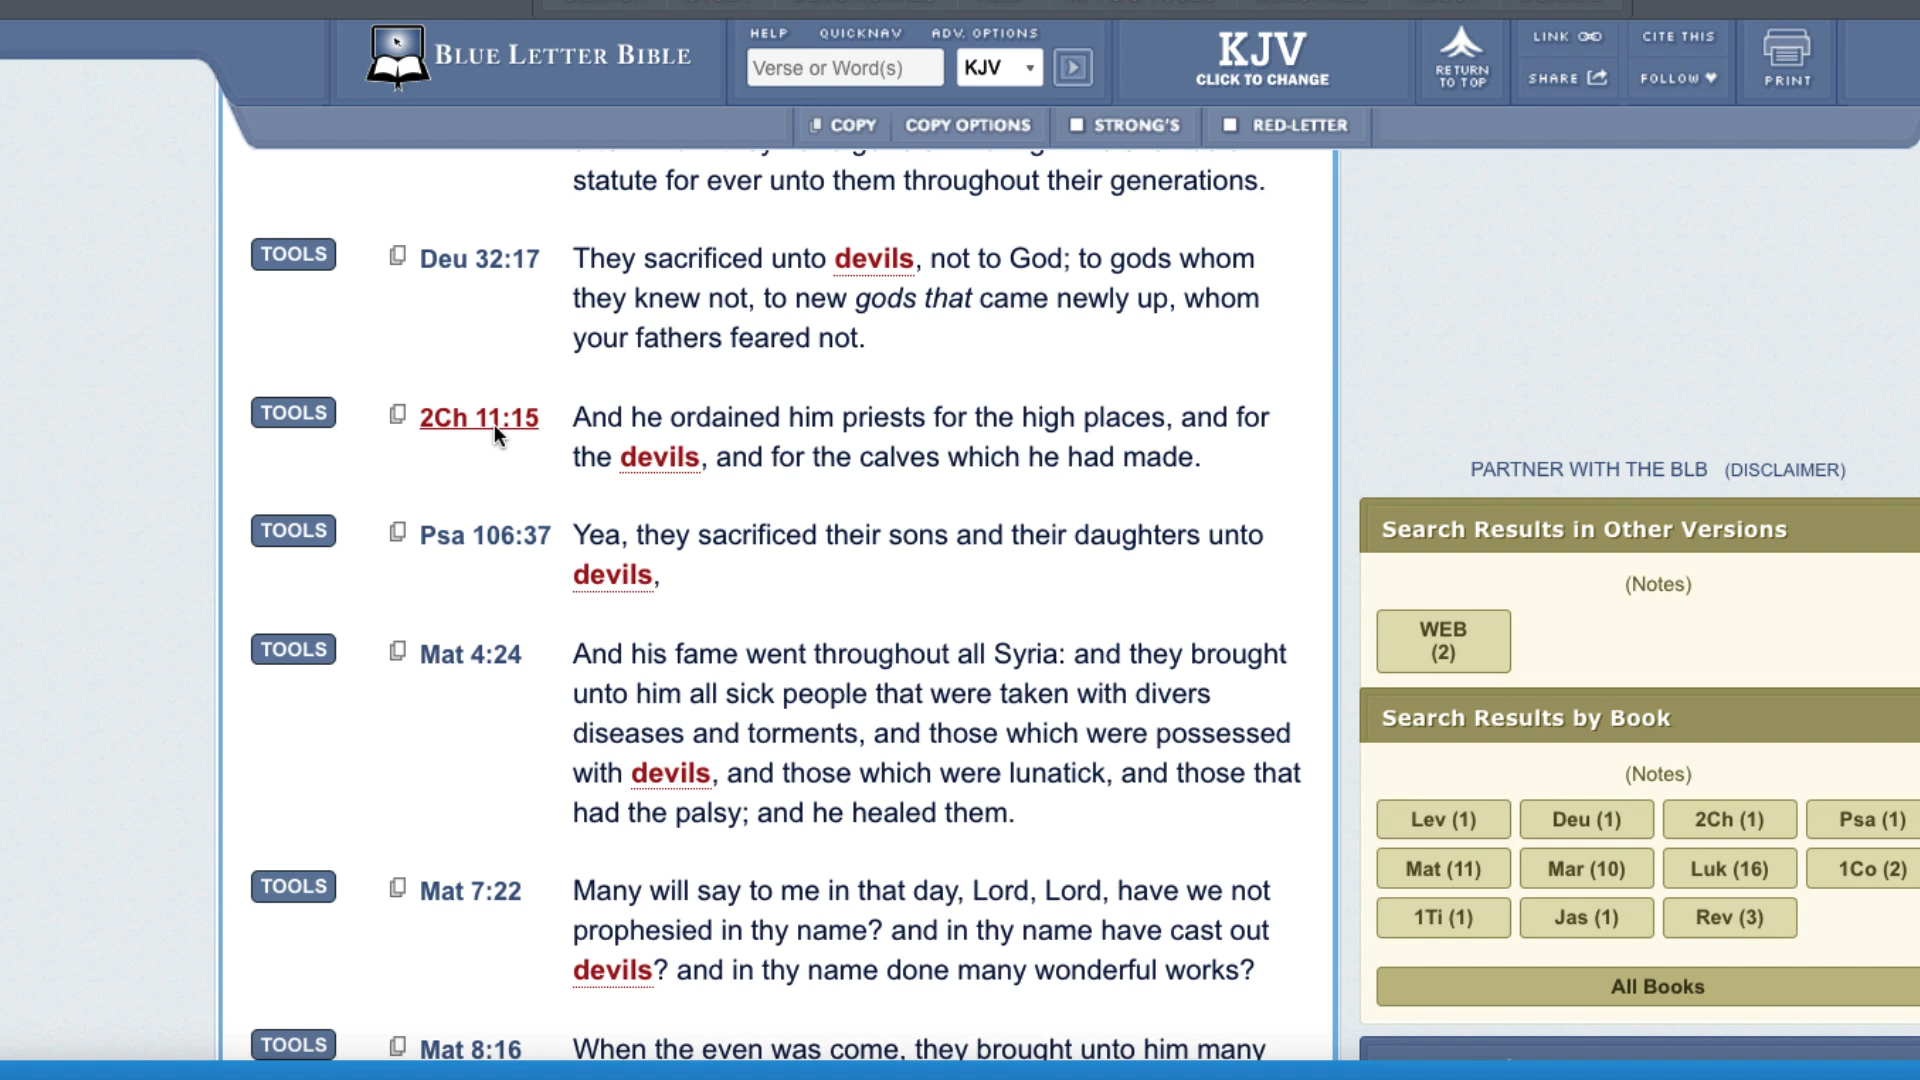 BLUE LETTER BIBLE
HELP QUICKNAV ADV. OPTIONS
Verse or Word(s) KJV
KJV
CLICK TO CHANGE
RETURN
TO TOP
LINK
SHARE
CITE THIS
FOLLOW
PRINT
COPY COPY OPTIONS STRONG'S RED-LETTER
statute for ever unto them throughout their generations.
TOOLS Deu 32:17 They sacrificed unto devils, not to God; to gods whom
they knew not, to new gods that came newly up, whom
your fathers feared not.
TOOLS 2Ch 11:15 And he ordained him priests for the high places, and for
the devils, and for the calves which he had made.
TOOLS Psa 106:37 Yea, they sacrificed their sons and their daughters unto
devils,
TOOLS Mat 4:24 And his fame went throughout all Syria: and they brought
unto him all sick people that were taken with divers
diseases and torments, and those which were possessed
with devils, and those which were lunatick, and those that
had the palsy; and he healed them.
TOOLS Mat 7:22 Many will say to me in that day, Lord, Lord, have we not
prophesied in thy name? and in thy name have cast out
devils? and in thy name done many wonderful works?
TOOLS Mat 8:16 When the even was come, they brought unto him many
PARTNER WITH THE BLB (DISCLAIMER)
Search Results in Other Versions
(Notes)
WEB
(2)
Search Results by Book
(Notes)
Lev (1) Deu (1) 2Ch (1) Psa (1)
Mat (11) Mar (10) Luk (16) 1Co (2)
1Ti (1) Jas (1) Rev (3)
All Books